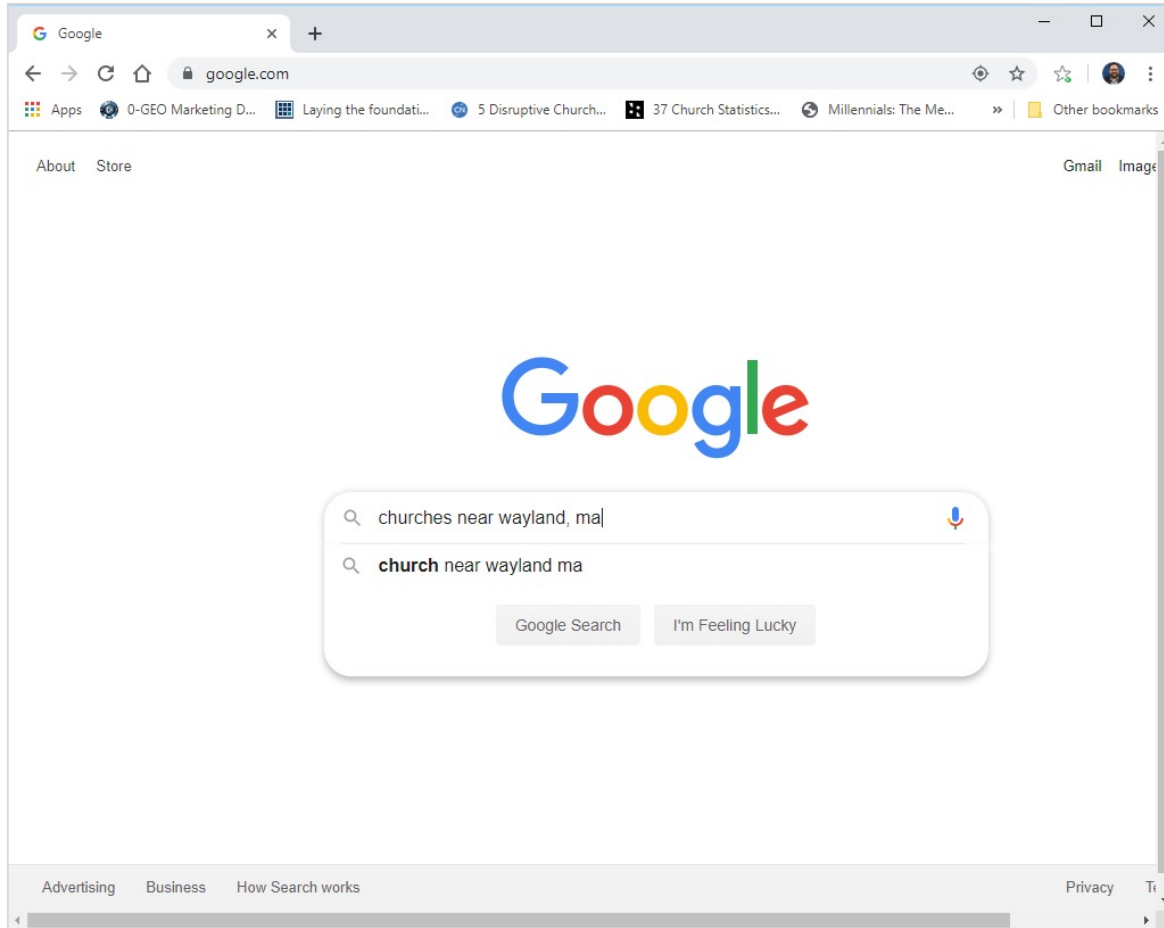 Google
google.com
Apps 0-GEO Marketing D... Laying the foundati... 5 Disruptive Church... 37 Church Statistics... Millennials: The Me... » Other bookmarks
About Store Gmail Image
Google
churches near wayland, ma
church near wayland ma
Google Search I'm Feeling Lucky
Advertising Business How Search works Privacy